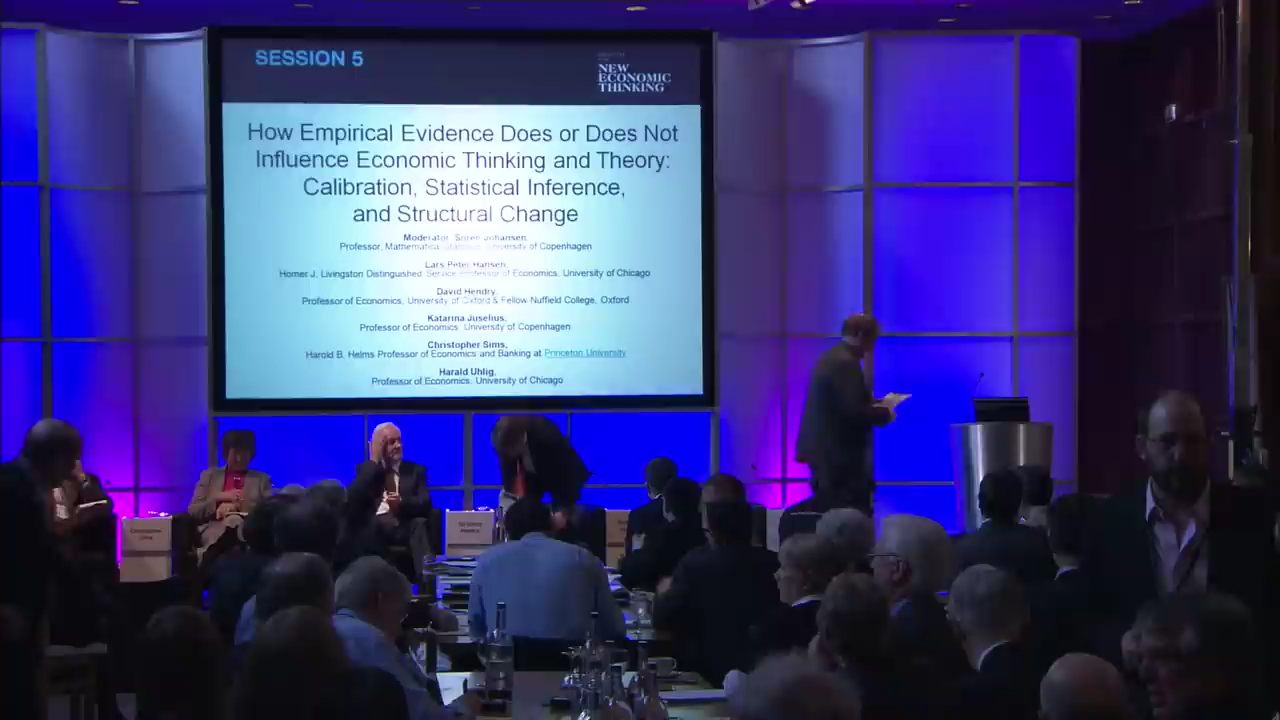 SESSION 5
NEW
ECONOMIC
THINKING
How Empirical Evidence Does or Does Not
Influence Economic Thinking and Theory:
Calibration, Statistical Inference,
and Structural Change
Moderator: Søren Johansen,
Professor, Mathematical Statistics, University of Copenhagen
Lars Peter Hansen,
Homer J. Livingston Distinguished Service Professor of Economics, University of Chicago
David Hendry,
Professor of Economics, University of Oxford & Fellow Nuffield College, Oxford
Katarina Juselius,
Professor of Economics, University of Copenhagen
Christopher Sims,
Harold B. Helms Professor of Economics and Banking at Princeton University
Harald Uhlig,
Professor of Economics, University of Chicago